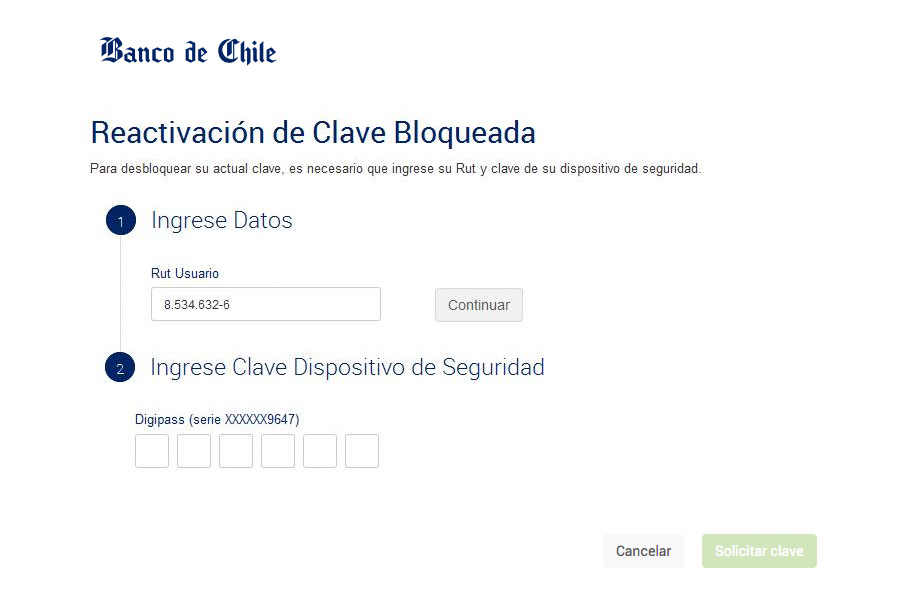 Banco de Chile
Reactivación de Clave Bloqueada
Para desbloquear su actual clave, es necesario que ingrese su Rut y clave de su dispositivo de seguridad.
1 Ingrese Datos
Rut Usuario
8.534.632-6 Continuar
2 Ingrese Clave Dispositivo de Seguridad
Digipass (serie XXXXXX9647)
Cancelar Solicitar clave